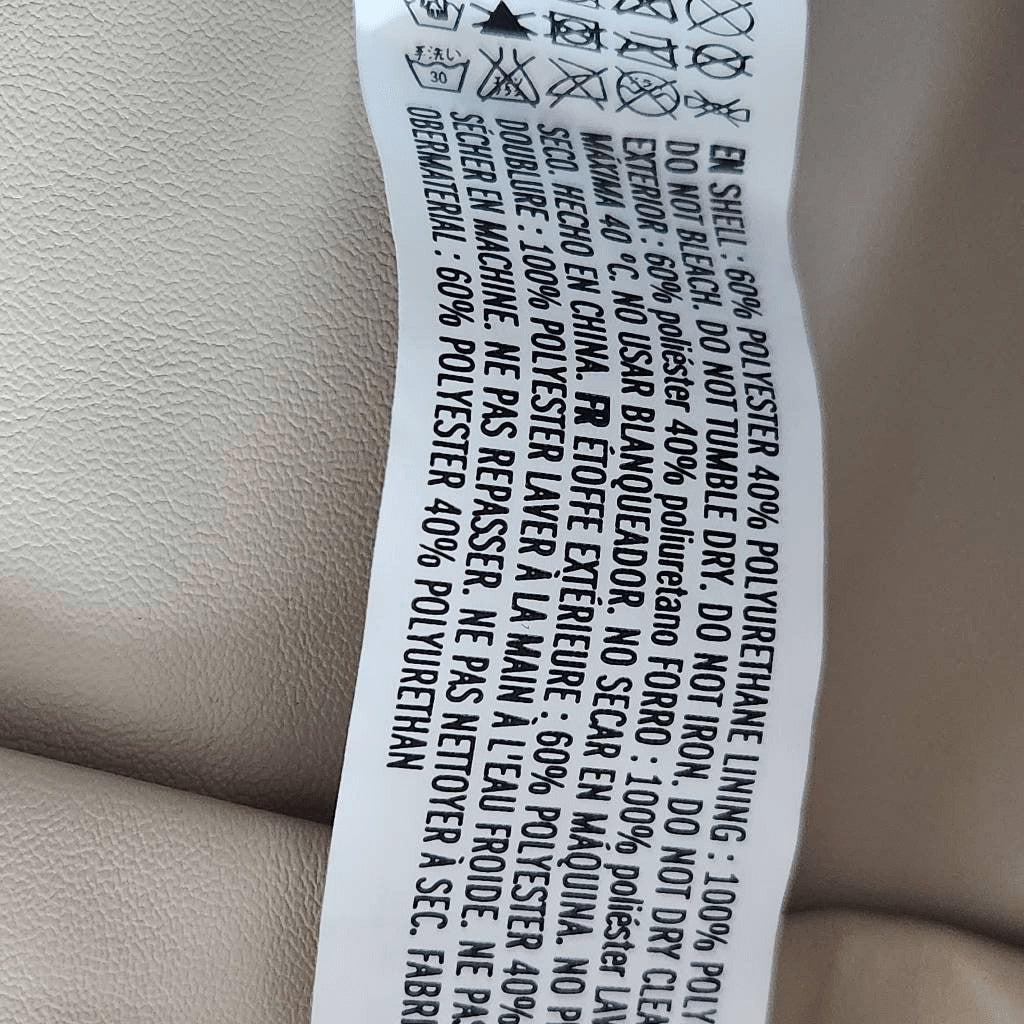 手洗い
30
EN SHELL : 60% POLYESTER 40% POLYURETHANE LINING : 100% POLY
DO NOT BLEACH. DO NOT TUMBLE DRY. DO NOT IRON. DO NOT DRY CLEA
EXTERIOR : 60% poliéster 40% poliuretano FORRO : 100% poliéster LAV
MÁXIMA 40 °C. NO USAR BLANQUEADOR. NO SECAR EN MÁQUINA. NO P
SECO. HECHO EN CHINA. FR ÉTOFFE EXTÉRIEURE : 60% POLYESTER 40%
DOUBLURE : 100% POLYESTER LAVER À LA MAIN À L'EAU FROIDE. NE PAS
SÉCHER EN MACHINE. NE PAS REPASSER. NE PAS NETTOYER À SEC. FABRI
OBERMATERIAL : 60% POLYESTER 40% POLYURETHAN